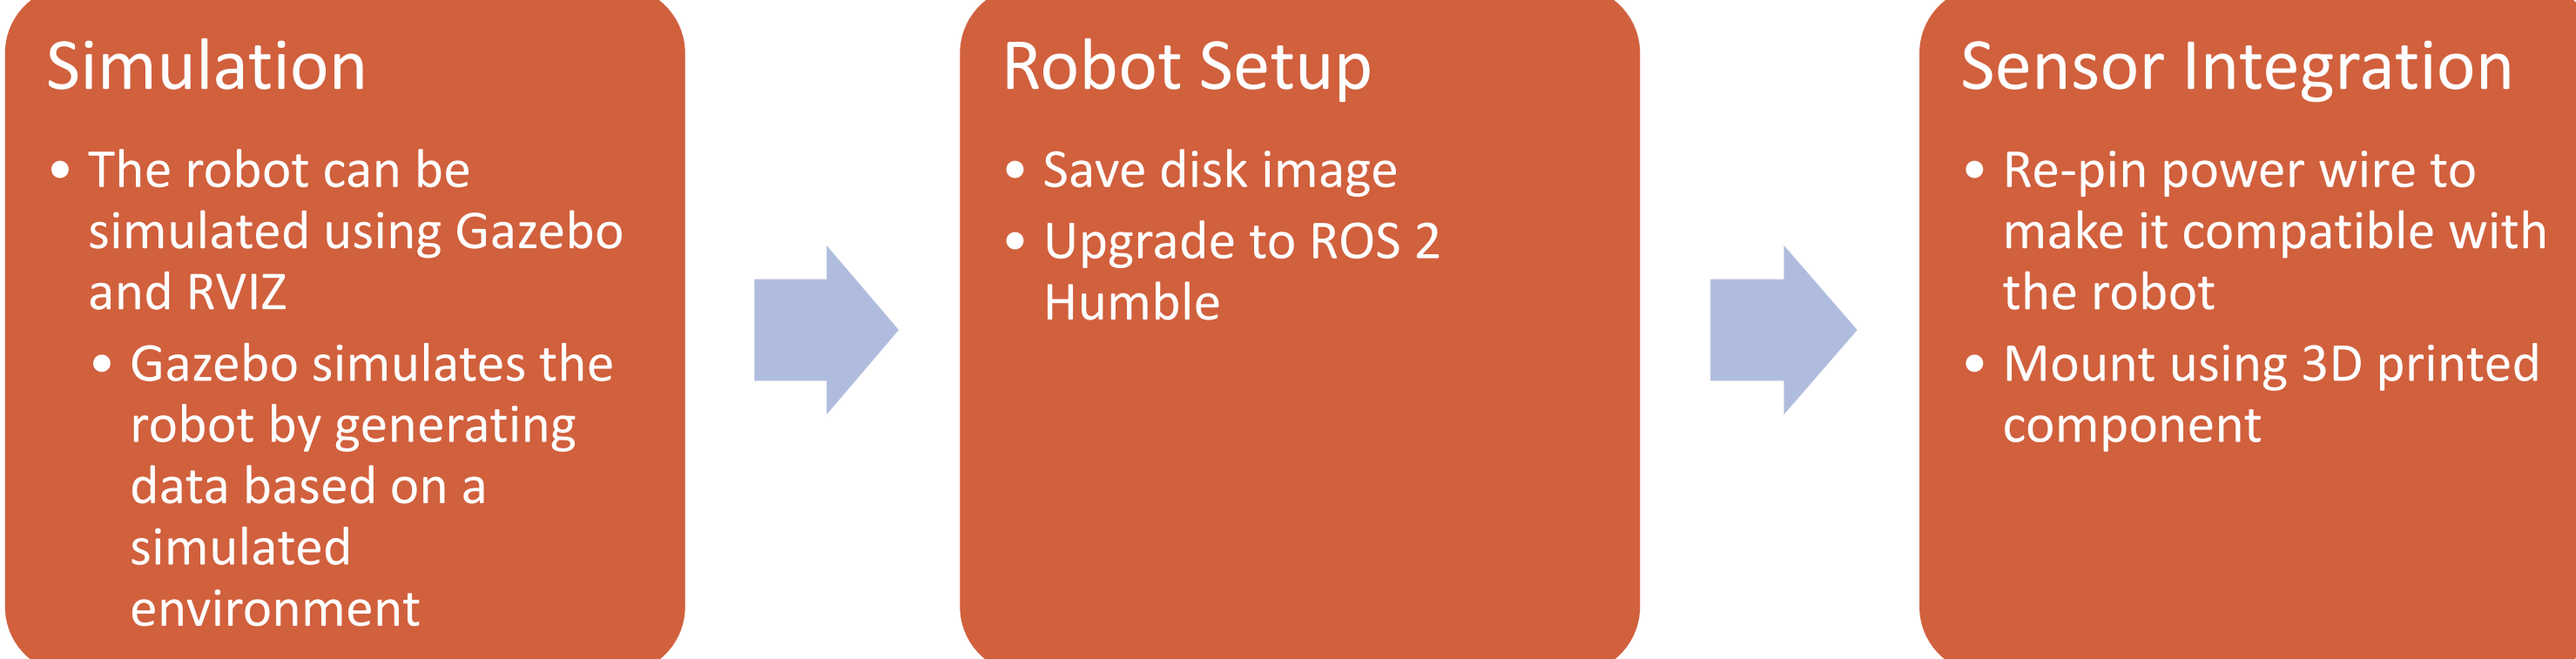 Simulation
• The robot can be
simulated using Gazebo
and RVIZ
• Gazebo simulates the
robot by generating
data based on a
simulated
environment
Robot Setup
• Save disk image
• Upgrade to ROS 2
Humble
Sensor Integration
• Re-pin power wire to
make it compatible with
the robot
• Mount using 3D printed
component